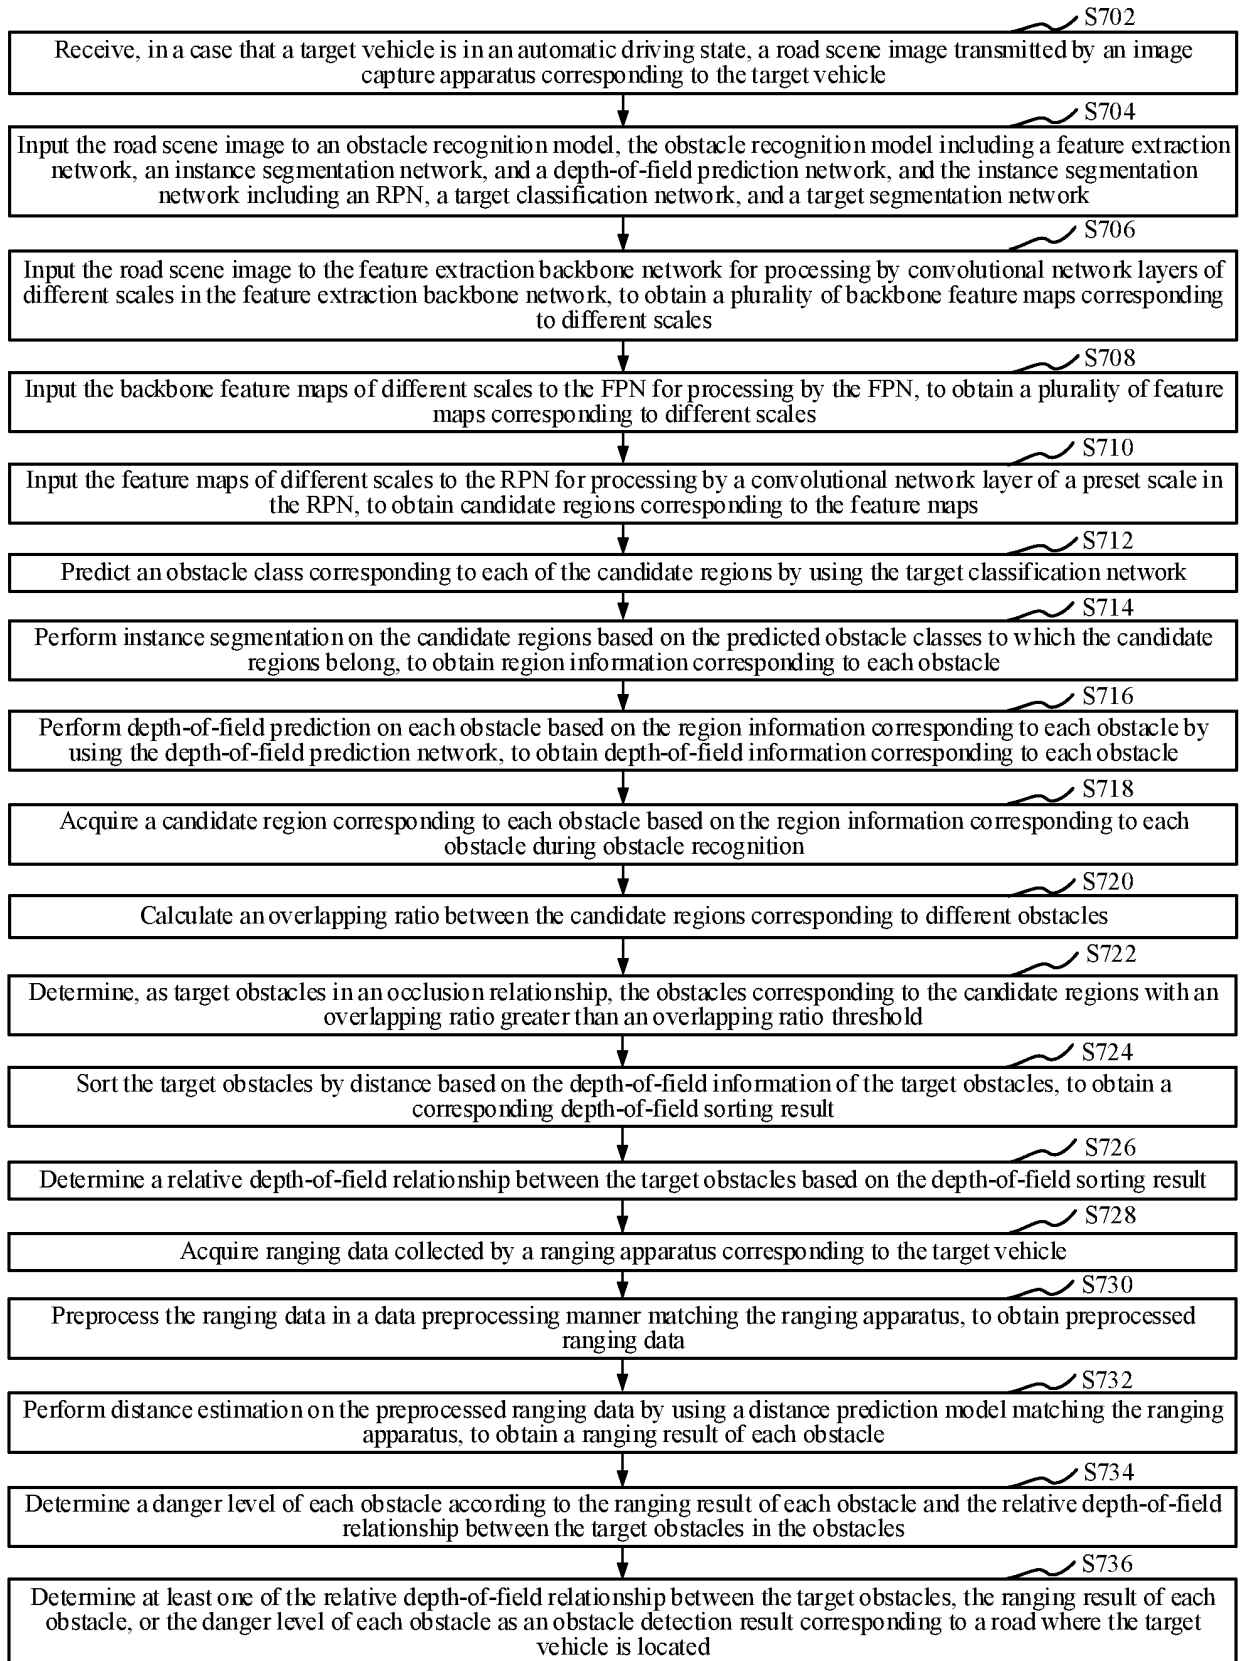 S702
Receive, in a case that a target vehicle is in an automatic driving state, a road scene image transmitted by an image
capture apparatus corresponding to the target vehicle
S704
Input the road scene image to an obstacle recognition model, the obstacle recognition model including a feature extraction
network, an instance segmentation network, and a depth-of-field prediction network, and the instance segmentation
network including an RPN, a target classification network, and a target segmentation network
S706
Input the road scene image to the feature extraction backbone network for processing by convolutional network layers of
different scales in the feature extraction backbone network, to obtain a plurality of backbone feature maps corresponding
to different scales
S708
Input the backbone feature maps of different scales to the FPN for processing by the FPN, to obtain a plurality of feature
maps corresponding to different scales
S710
Input the feature maps of different scales to the RPN for processing by a convolutional network layer of a preset scale in
the RPN, to obtain candidate regions corresponding to the feature maps
S712
Predict an obstacle class corresponding to each of the candidate regions by using the target classification network
S714
Perform instance segmentation on the candidate regions based on the predicted obstacle classes to which the candidate
regions belong, to obtain region information corresponding to each obstacle
S716
Perform depth-of-field prediction on each obstacle based on the region information corresponding to each obstacle by
using the depth-of-field prediction network, to obtain depth-of-field information corresponding to each obstacle
S718
Acquire a candidate region corresponding to each obstacle based on the region information corresponding to each
obstacle during obstacle recognition
S720
Calculate an overlapping ratio between the candidate regions corresponding to different obstacles
S722
Determine, as target obstacles in an occlusion relationship, the obstacles corresponding to the candidate regions with an
overlapping ratio greater than an overlapping ratio threshold
S724
Sort the target obstacles by distance based on the depth-of-field information of the target obstacles, to obtain a
corresponding depth-of-field sorting result
S726
Determine a relative depth-of-field relationship between the target obstacles based on the depth-of-field sorting result
S728
Acquire ranging data collected by a ranging apparatus corresponding to the target vehicle
S730
Preprocess the ranging data in a data preprocessing manner matching the ranging apparatus, to obtain preprocessed
ranging data
S732
Perform distance estimation on the preprocessed ranging data by using a distance prediction model matching the ranging
apparatus, to obtain a ranging result of each obstacle
S734
Determine a danger level of each obstacle according to the ranging result of each obstacle and the relative depth-of-field
relationship between the target obstacles in the obstacles
S736
Determine at least one of the relative depth-of-field relationship between the target obstacles, the ranging result of each
obstacle, or the danger level of each obstacle as an obstacle detection result corresponding to a road where the target
vehicle is located